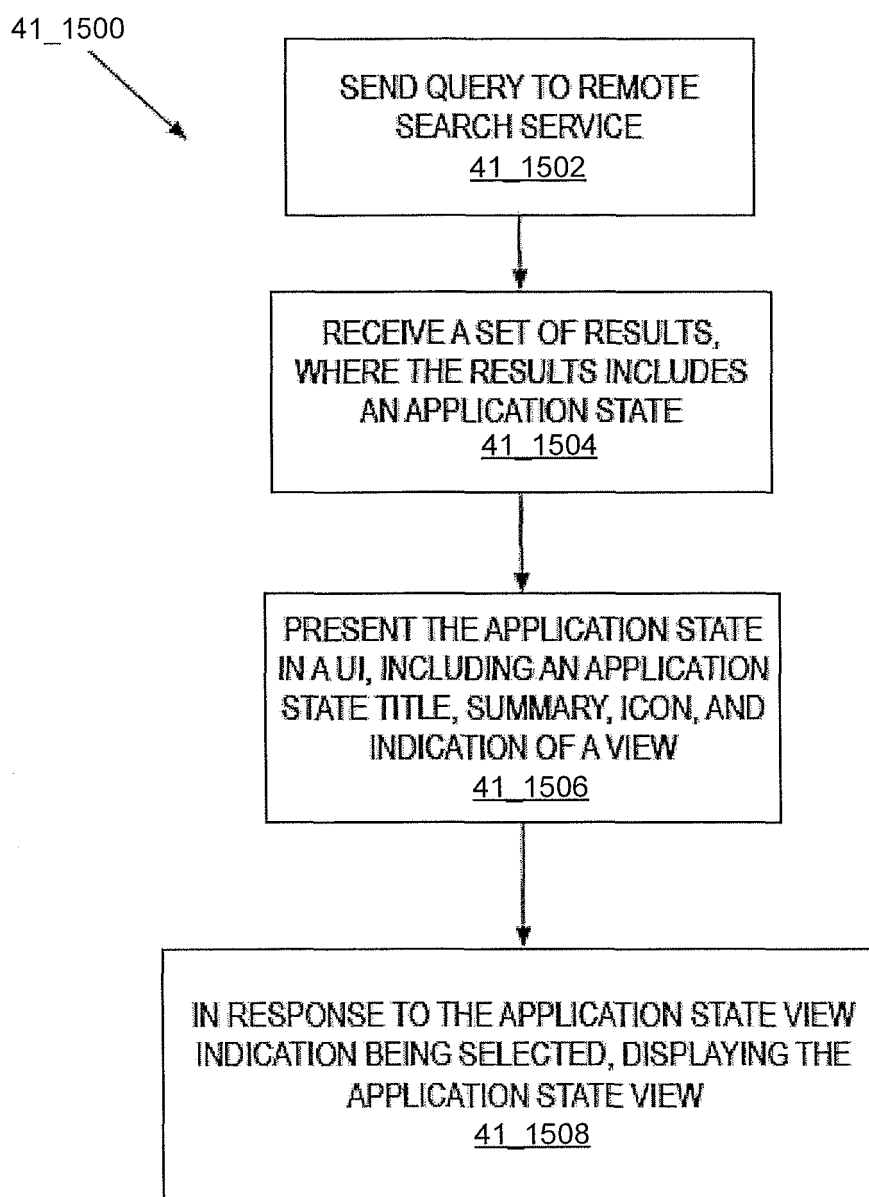 41_1500
SEND QUERY TO REMOTE
SEARCH SERVICE
41_1502
RECEIVE A SET OF RESULTS,
WHERE THE RESULTS INCLUDES
AN APPLICATION STATE
41_1504
PRESENT THE APPLICATION STATE
IN A UI, INCLUDING AN APPLICATION
STATE TITLE, SUMMARY, ICON, AND
INDICATION OF A VIEW
41_1506
IN RESPONSE TO THE APPLICATION STATE VIEW
INDICATION BEING SELECTED, DISPLAYING THE
APPLICATION STATE VIEW
41_1508